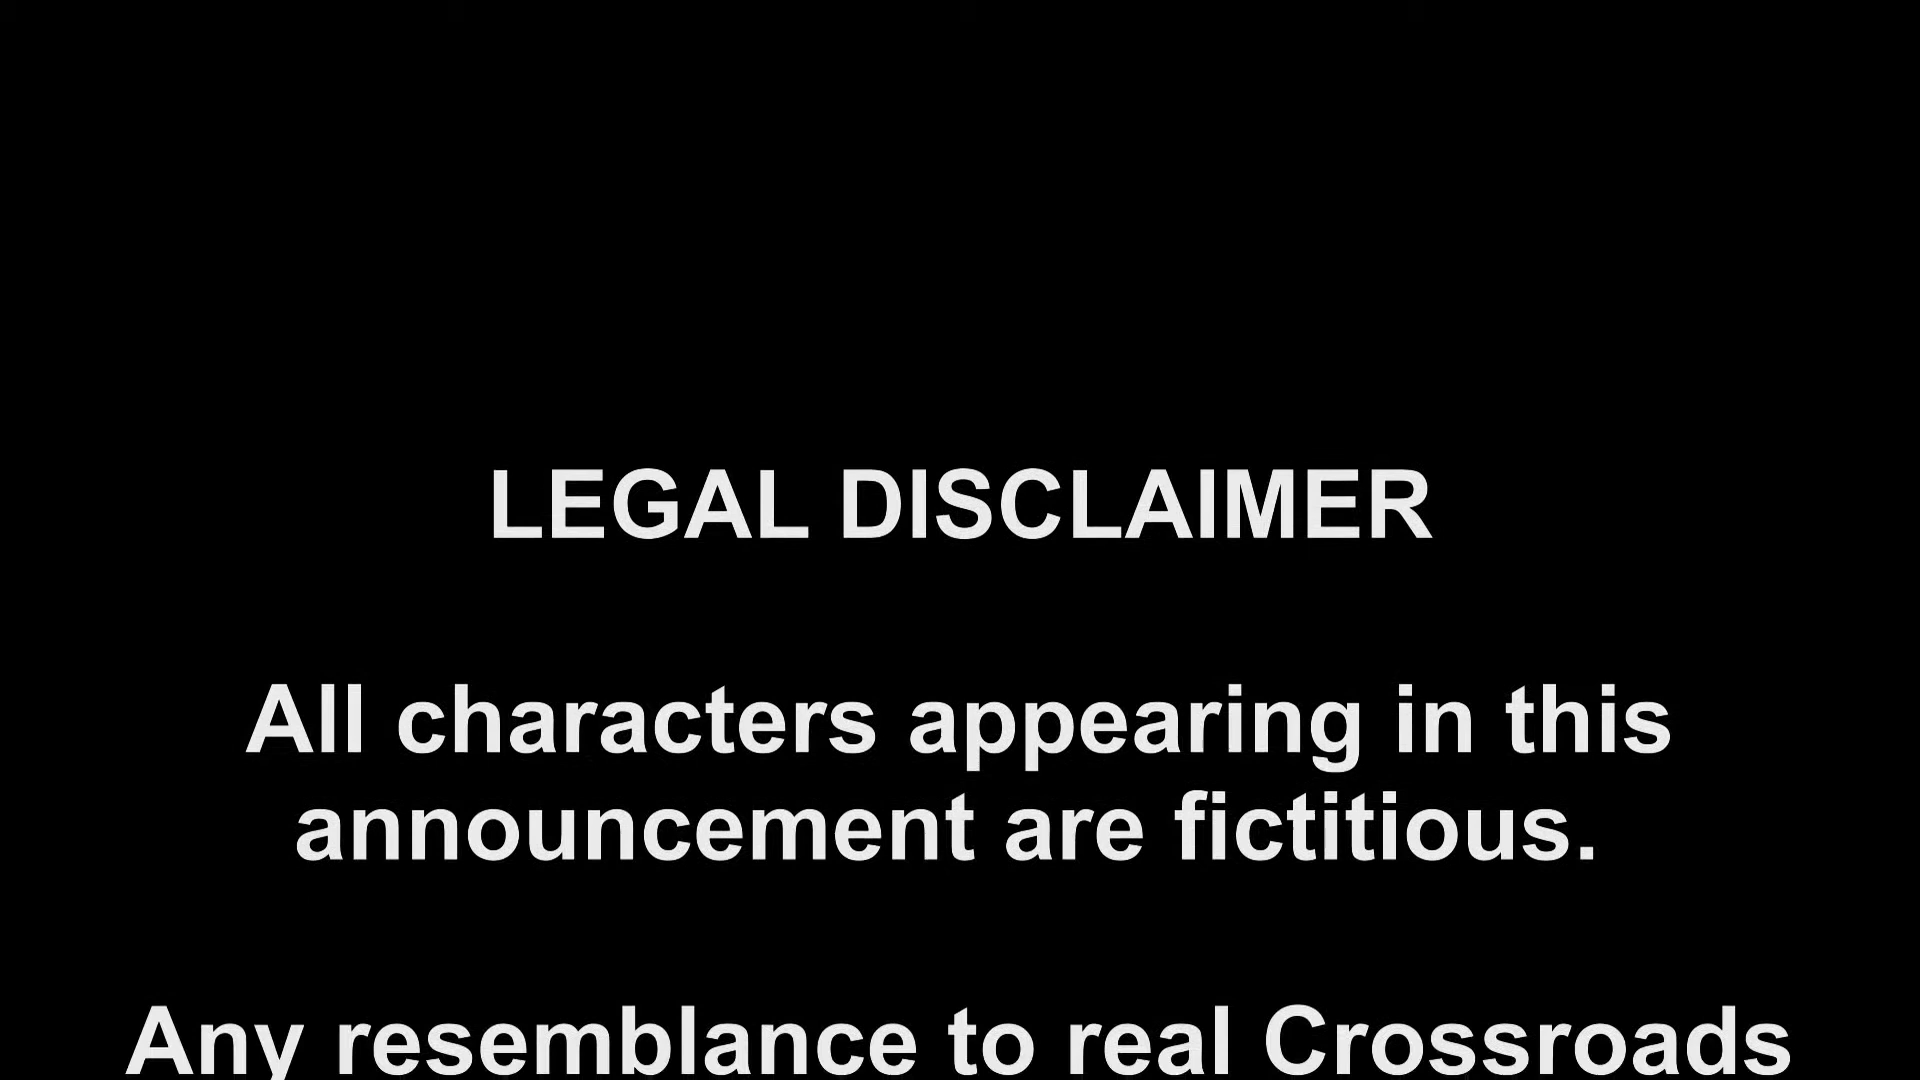 LEGAL DISCLAIMER
All characters appearing in this
announcement are fictitious.
Any resemblance to real Crossroads